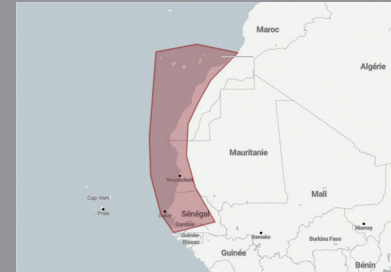 Maroc
Algérie
Mauritanie
Nouakchott
Mali
Cap-Vert
Praia
Dakar
Sénégal
Gambie
Guinée-
Bissau
Bamako
Niamey
Burkina Faso
Guinée
Bénin